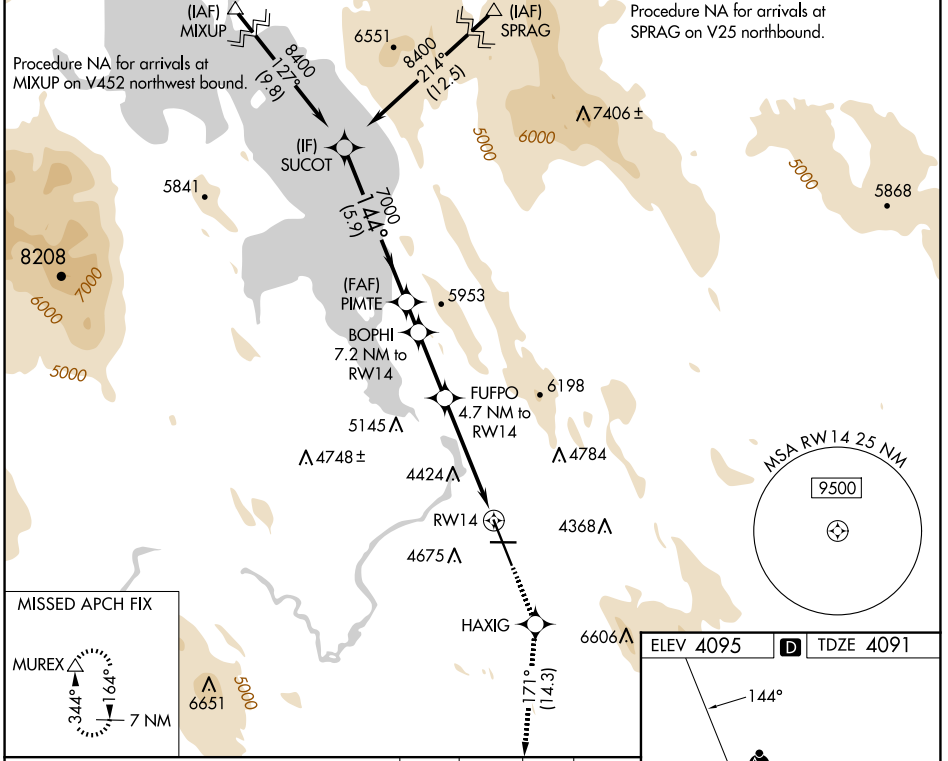 (IAF)
MIXUP
8400
127°
(9.8)
Procedure NA for arrivals at
MIXUP on V452 northwest bound.
6551
(IAF)
SPRAG
8400
214°
(12.5)
Procedure NA for arrivals at
SPRAG on V25 northbound.
7406±
5000
6000
5000
5868
(IF)
SUCOT
5841
7000
144°
(5.9)
8208
7000
6000
5000
(FAF)
PIMTE
5953
BOPHI
7.2 NM to
RW14
FUFPO
4.7 NM to
RW14
6198
5145
4748±
4424
4784
MSA RW14 25 NM
9500
RW14
4368
4675
HAXIG
6606
171°
(14.3)
MISSED APCH FIX
MUREX
344°
164°
7 NM
6651
5000
ELEV 4095
D
TDZE 4091
144°